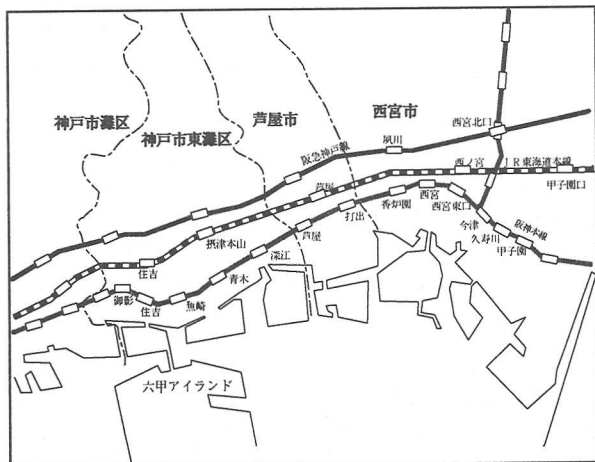 神戸市灘区
神戸市東灘区
芦屋市
西宮市
阪急神戸線
夙川
西宮北口
西ノ宮
JR東海道本線
甲子園口
芦屋
摂津本山
住吉
打出
香炉園
西宮
西宮東口
今津
久寿川
甲子園
阪神本線
芦屋
深江
青木
魚崎
住吉
御影
六甲アイランド